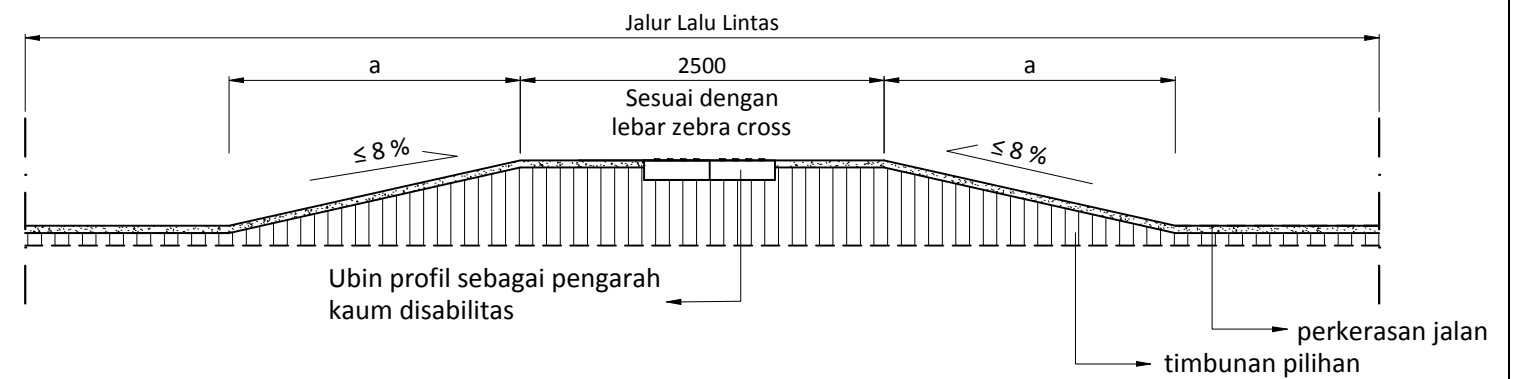 Jalur Lalu Lintas
a
2500
a
Sesuai dengan
lebar zebra cross
≤ 8 %
≤ 8 %
Ubin profil sebagai pengarah
kaum disabilitas
perkerasan jalan
timbunan pilihan